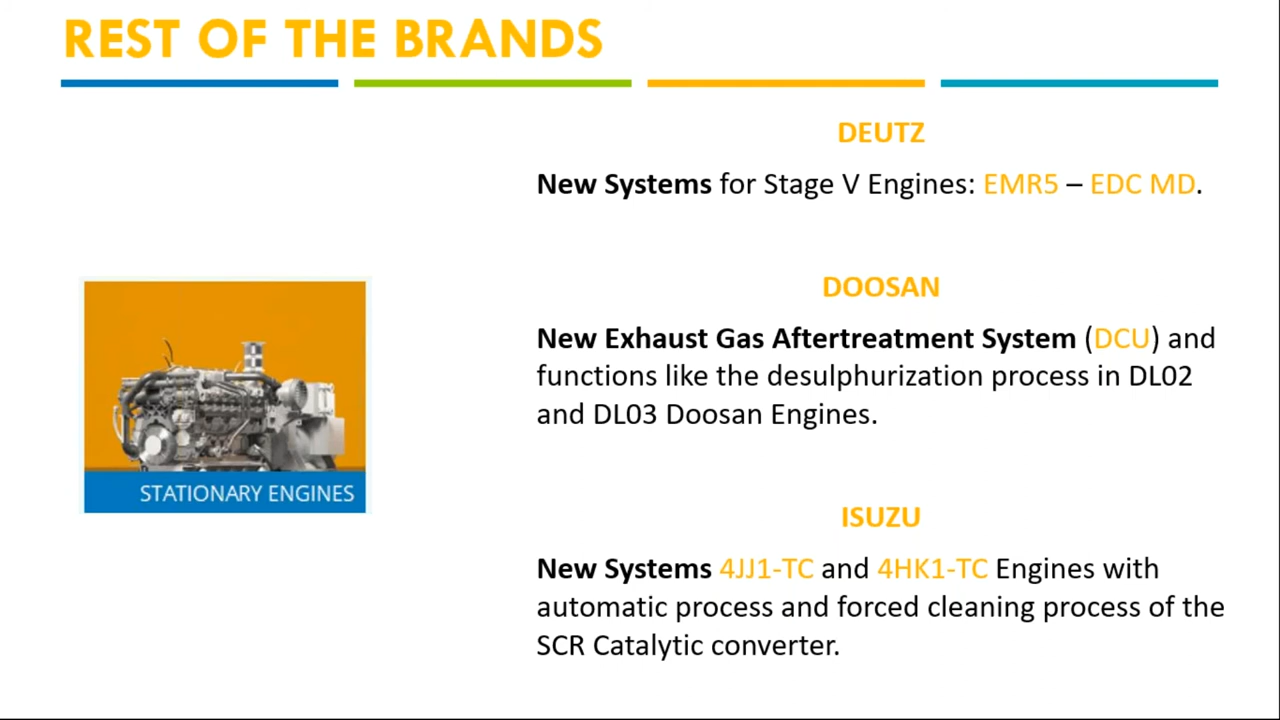 REST OF THE BRANDS
DEUTZ
New Systems for Stage V Engines: EMR5 – EDC MD.
DOOSAN
New Exhaust Gas Aftertreatment System (DCU) and
functions like the desulphurization process in DL02
and DL03 Doosan Engines.
STATIONARY ENGINES
ISUZU
New Systems 4JJ1-TC and 4HK1-TC Engines with
automatic process and forced cleaning process of the
SCR Catalytic converter.